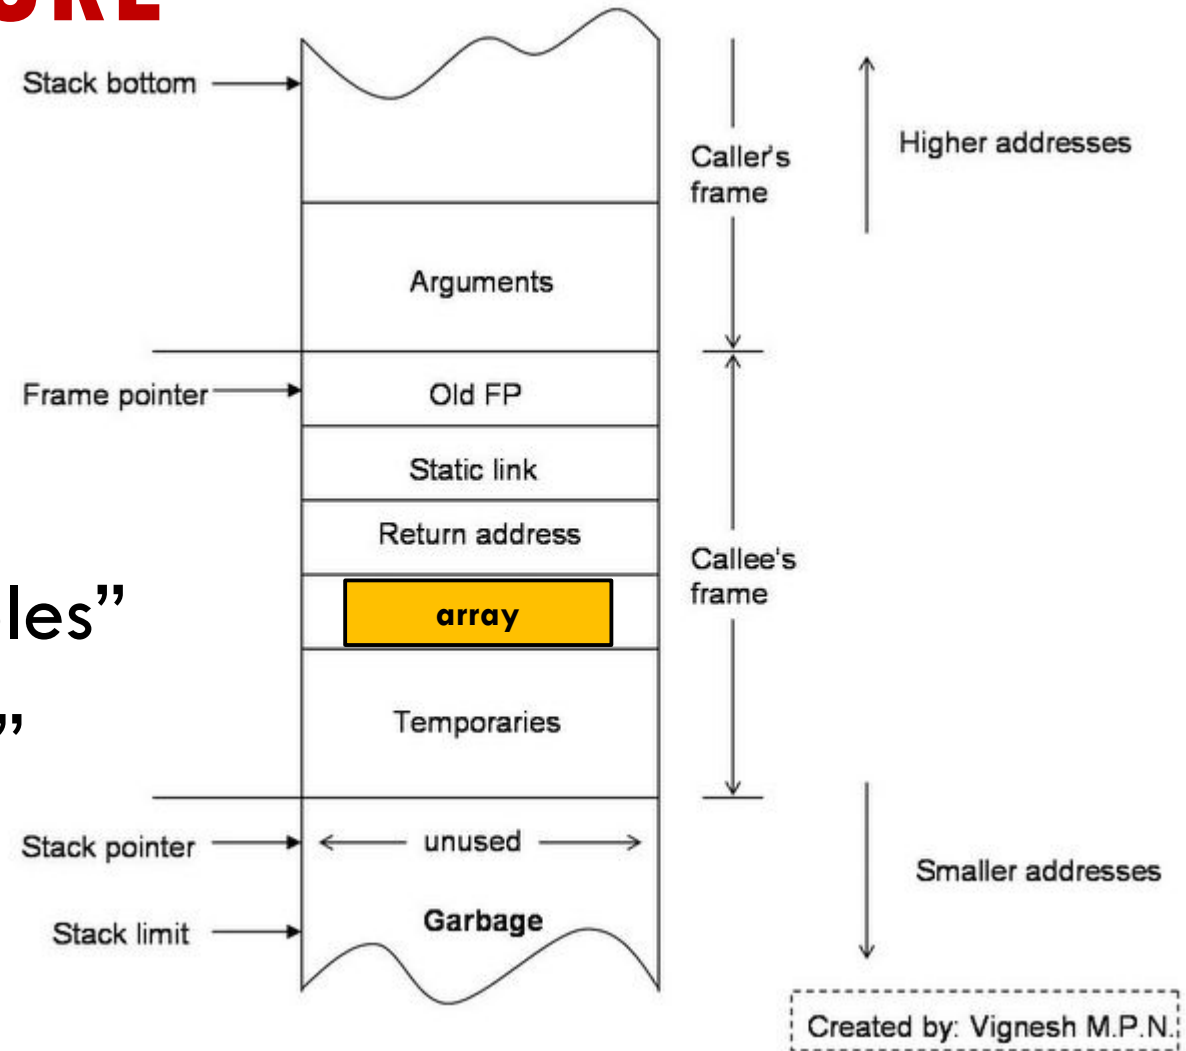 URE
Stack bottom
Higher addresses
Caller's
frame
Arguments
Frame pointer
Old FP
Static link
Return address
Callee's
frame
les”
array
”
Temporaries
Stack pointer
unused
Smaller addresses
Garbage
Stack limit
Created by: Vignesh M.P.N.